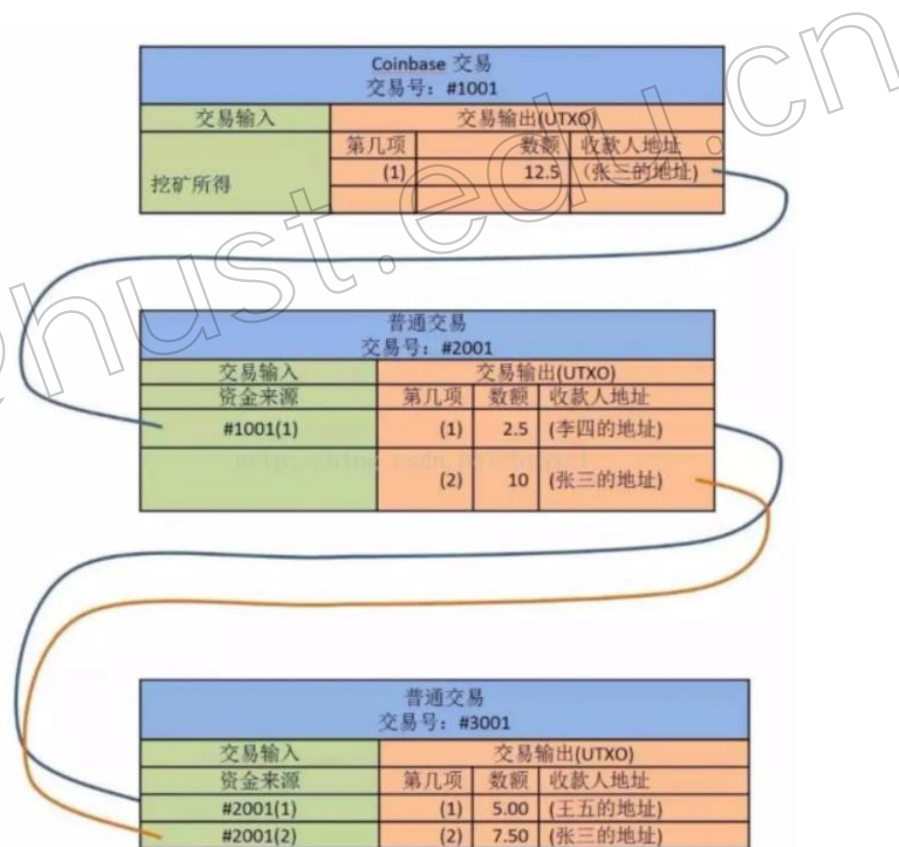 Coinbase 交易
交易号：#1001
交易输入 交易输出(UTXO)
第几项 数额 收款人地址
挖矿所得 (1) 12.5 (张三的地址)
普通交易
交易号：#2001
交易输入 交易输出(UTXO)
资金来源 第几项 数额 收款人地址
#1001(1) (1) 2.5 (李四的地址)
(2) 10 (张三的地址)
普通交易
交易号：#3001
交易输入 交易输出(UTXO)
资金来源 第几项 数额 收款人地址
#2001(1) (1) 5.00 (王五的地址)
#2001(2) (2) 7.50 (张三的地址)
hust.edu.cn